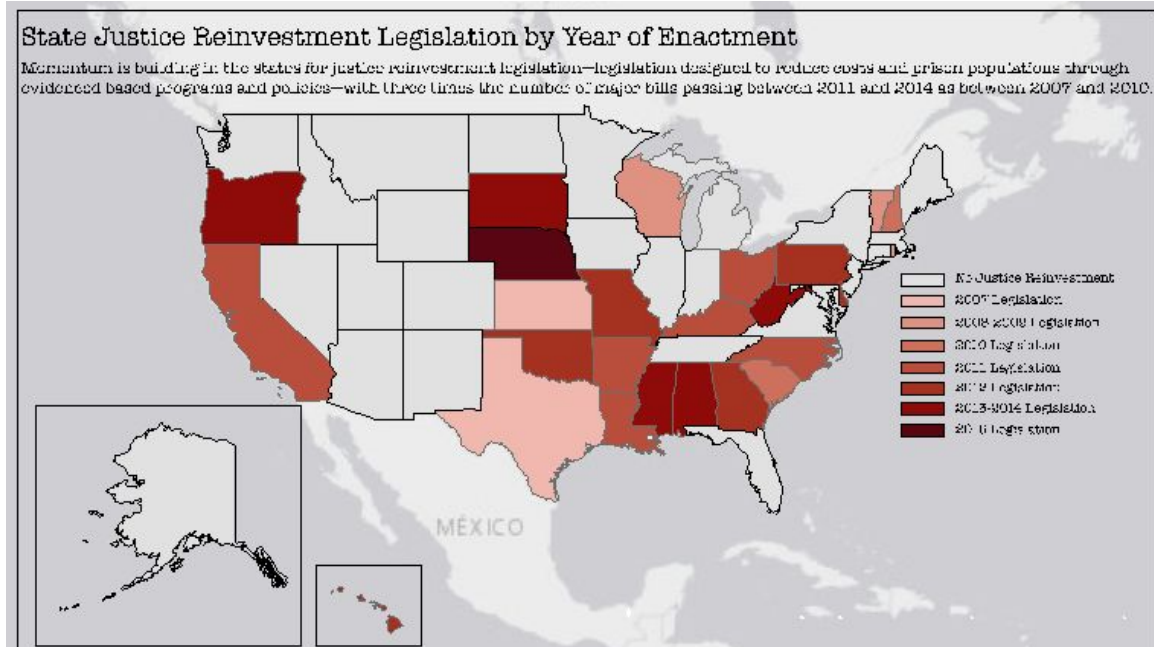 State Justice Reinvestment Legislation by Year of Enactment
Momentum is building in the states for justice reinvestment legislation—legislation designed to reduce costs and prison populations through
evidenced based programs and policies—with three times the number of major bills passing between 2011 and 2014 as between 2007 and 2010.
No Justice Reinvestment
2007 Legislation
2008-2009 Legislation
2010 Legislation
2011 Legislation
2012 Legislation
2013-2014 Legislation
Legislation
MÉXICO